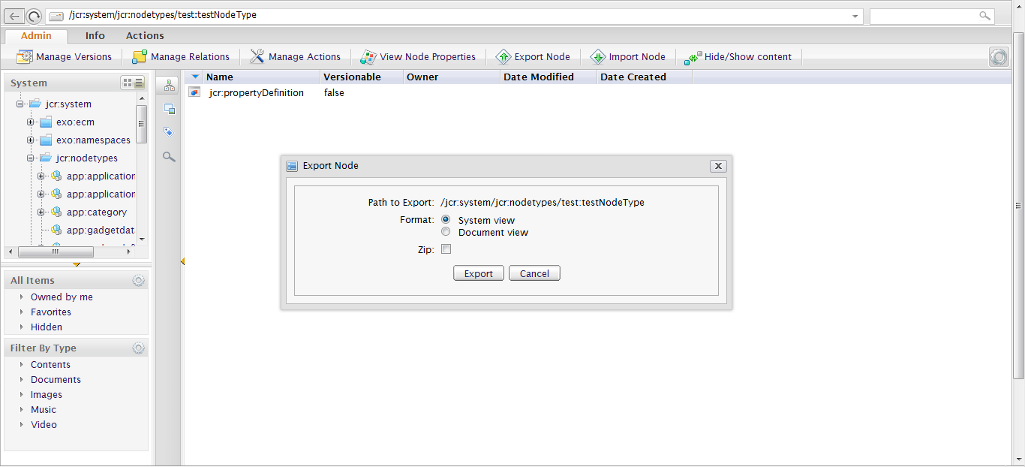 /jcr:system/jcr:nodetypes/test:testNodeType
Admin Info Actions
Manage Versions Manage Relations Manage Actions View Node Properties Export Node Import Node Hide/Show content
System
Name Versionable Owner Date Modified Date Created
jcr:propertyDefinition false
jcr:system
exo:ecm
exo:namespaces
jcr:nodetypes
app:application
app:application
app:category
app:gadgetdat
Export Node
X
Path to Export: /jcr:system/jcr:nodetypes/test:testNodeType
Format: System view
Document view
Zip:
Export Cancel
All Items
Owned by me
Favorites
Hidden
Filter By Type
Contents
Documents
Images
Music
Video